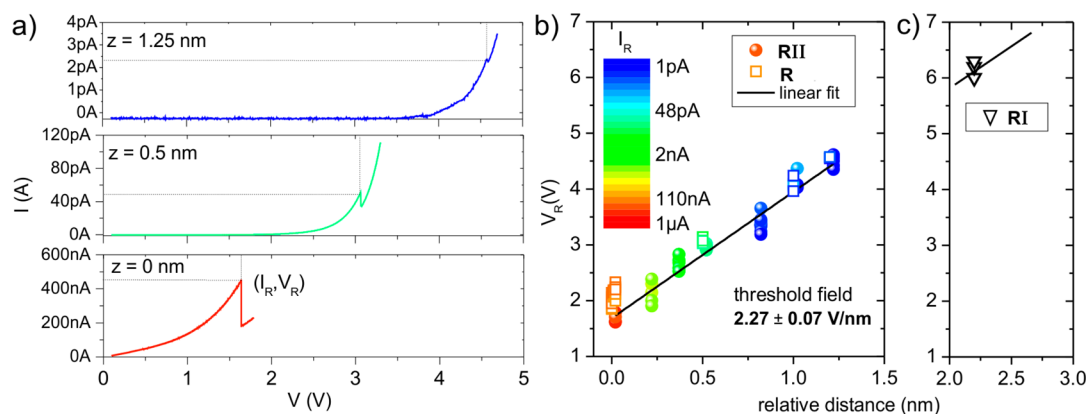 a)
z = 1.25 nm
4pA
3pA
2pA
1pA
0A
z = 0.5 nm
120pA
80pA
40pA
0A
z = 0 nm
600nA
400nA
200nA
0A
(I_R,V_R)
I (A)
0 1 2 3 4 5
V (V)
b)
I_R
1pA
48pA
2nA
110nA
1µA
RII
R
linear fit
threshold field
2.27 ± 0.07 V/nm
V_R(V)
7
6
5
4
3
2
1
0.0 0.5 1.0 1.5
c)
RI
7
6
5
4
3
2
1
2.0 2.5 3.0
relative distance (nm)